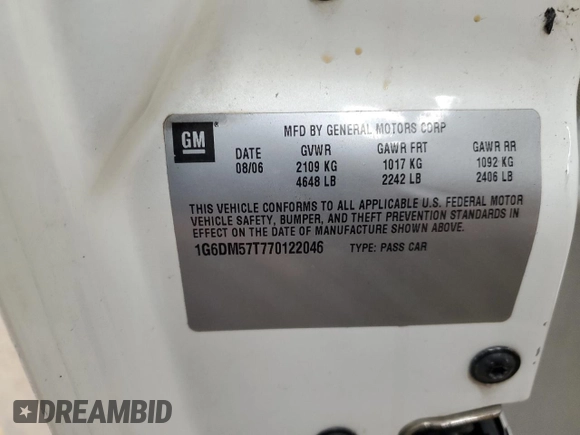 GM
MFD BY GENERAL MOTORS CORP
DATE GVWR GAWR FRT GAWR RR
08/06 2109 KG 1017 KG 1092 KG
4648 LB 2242 LB 2406 LB
THIS VEHICLE CONFORMS TO ALL APPLICABLE U.S. FEDERAL MOTOR
VEHICLE SAFETY, BUMPER, AND THEFT PREVENTION STANDARDS IN
EFFECT ON THE DATE OF MANUFACTURE SHOWN ABOVE.
1G6DM57T770122046 TYPE: PASS CAR
DREAMBID